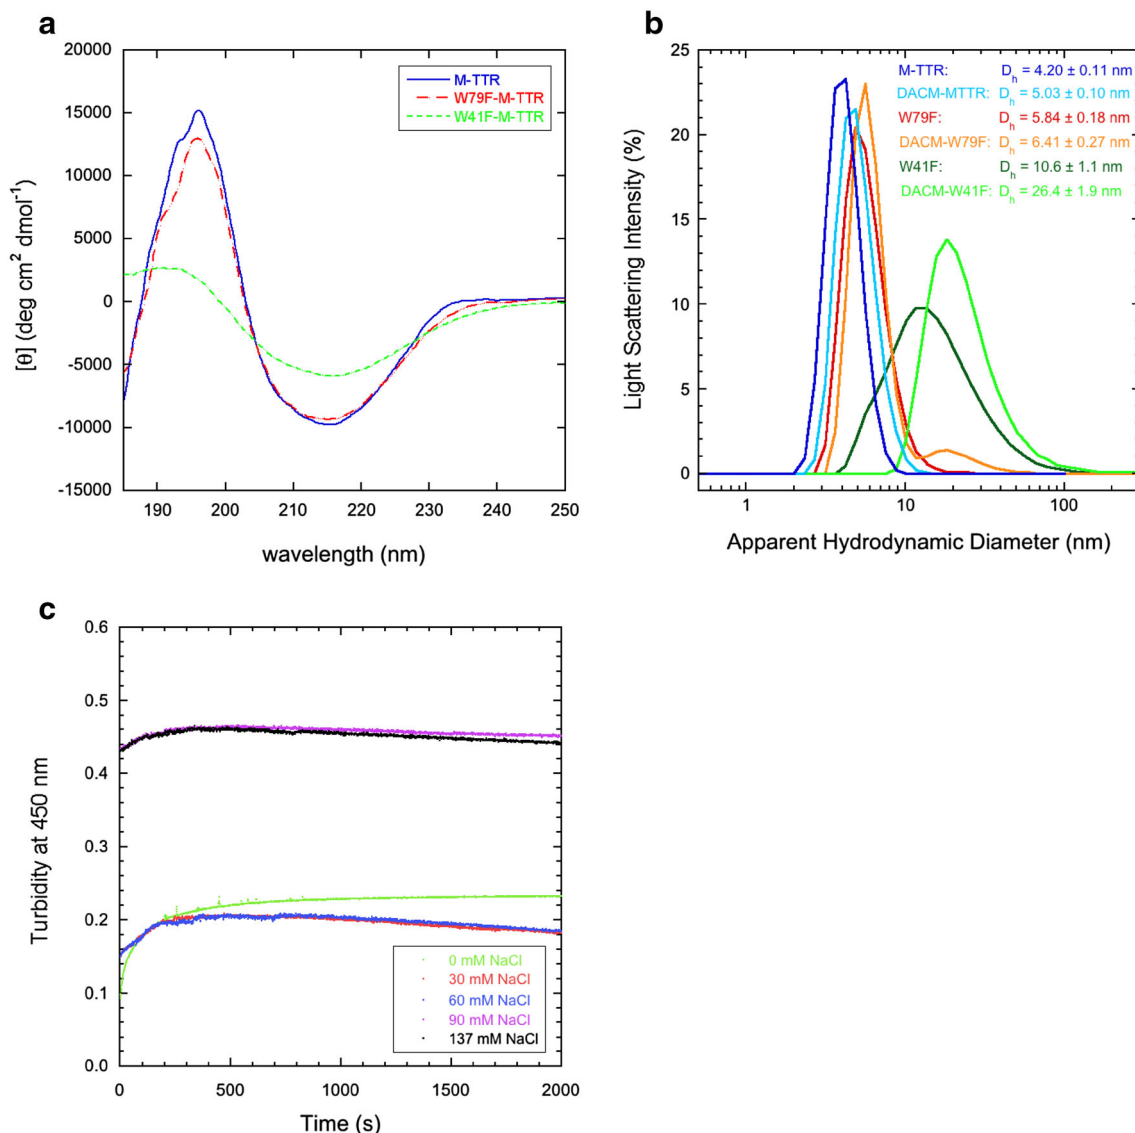 a
20000
15000
10000
5000
0
-5000
-10000
-15000
[θ] (deg cm² dmol⁻¹)
M-TTR
W79F-M-TTR
W41F-M-TTR
190 200 210 220 230 240 250
wavelength (nm)
b
25
20
15
10
5
0
Light Scattering Intensity (%)
M-TTR: Dh = 4.20 ± 0.11 nm
DACM-MTTR: Dh = 5.03 ± 0.10 nm
W79F: Dh = 5.84 ± 0.18 nm
DACM-W79F: Dh = 6.41 ± 0.27 nm
W41F: Dh = 10.6 ± 1.1 nm
DACM-W41F: Dh = 26.4 ± 1.9 nm
1 10 100
Apparent Hydrodynamic Diameter (nm)
c
0.6
0.5
0.4
0.3
0.2
0.1
0.0
Turbidity at 450 nm
0 mM NaCl
30 mM NaCl
60 mM NaCl
90 mM NaCl
137 mM NaCl
0 500 1000 1500 2000
Time (s)